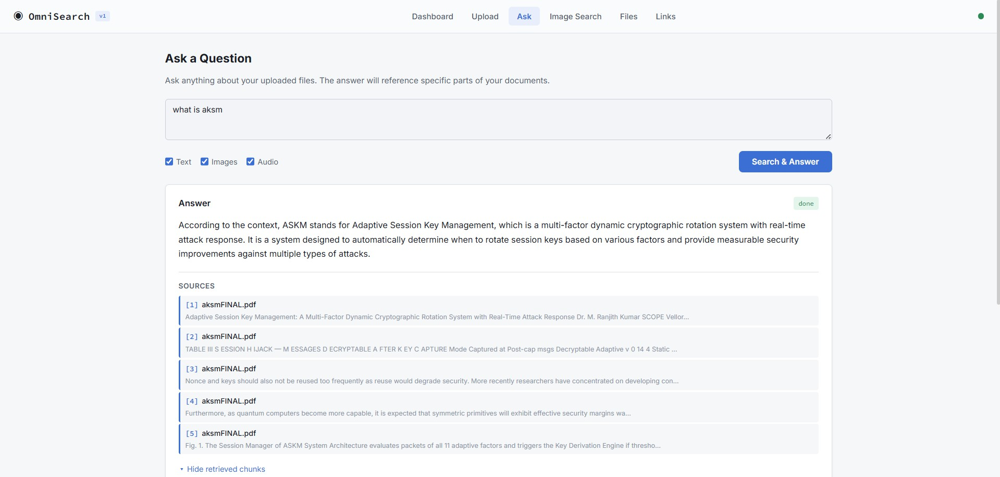 OmniSearch v1
Dashboard Upload Ask Image Search Files Links
Ask a Question
Ask anything about your uploaded files. The answer will reference specific parts of your documents.
what is aksm
Text Images Audio Search & Answer
Answer done
According to the context, ASKM stands for Adaptive Session Key Management, which is a multi-factor dynamic cryptographic rotation system with real-time
attack response. It is a system designed to automatically determine when to rotate session keys based on various factors and provide measurable security
improvements against multiple types of attacks.
SOURCES
[1] aksmFINAL.pdf
Adaptive Session Key Management: A Multi-Factor Dynamic Cryptographic Rotation System with Real-Time Attack Response Dr. M. Ranjith Kumar SCOPE Vellor...
[2] aksmFINAL.pdf
TABLE III S ESSION H IJACK — M ESSAGES D ECRYPTABLE A FTER K EY C APTURE Mode Captured at Post-cap msgs Decryptable Adaptive v 0 14 4 Static ...
[3] aksmFINAL.pdf
Nonce and keys should also not be reused too frequently as reuse would degrade security. More recently researchers have concentrated on developing con...
[4] aksmFINAL.pdf
Furthermore, as quantum computers become more capable, it is expected that symmetric primitives will exhibit effective security margins wa...
[5] aksmFINAL.pdf
Fig. 1. The Session Manager of ASKM System Architecture evaluates packets of all 11 adaptive factors and triggers the Key Derivation Engine if thresho...
▾ Hide retrieved chunks